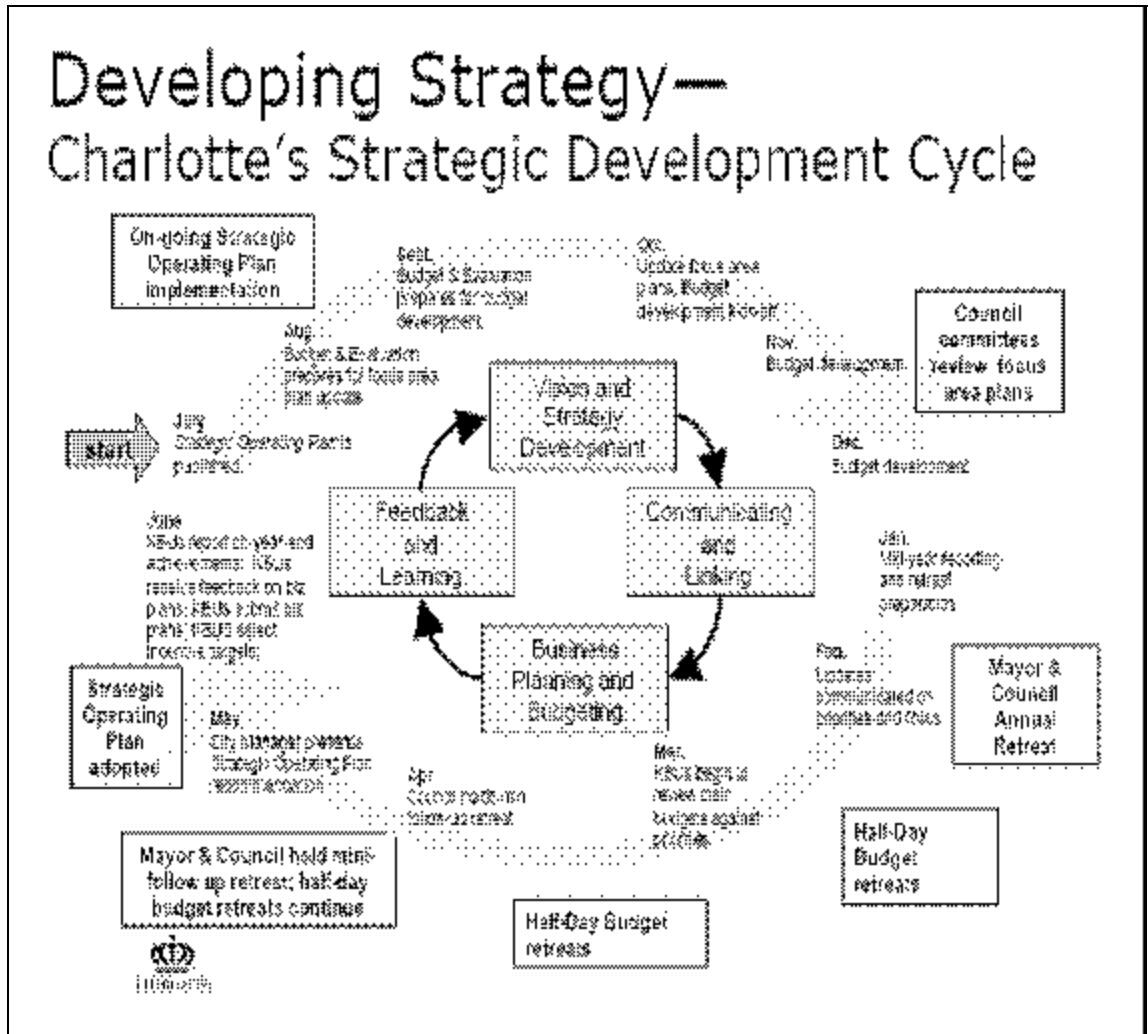 Developing Strategy—
Charlotte's Strategic Development Cycle
On-going Strategic
Operating Plan
implementation
Sept.
Budget & Evaluation
prepares for budget
development
Oct.
Update focus area
plans, Budget
development kickoff
Aug.
Budget & Evaluation
prepares for focus area
plan update
Nov.
Budget development
Council
committees
review focus
area plans
Vision and
Strategy
Development
start
July
Strategic Operating Plan is
published.
Dec.
Budget development
Feedback
and
Learning
Communicating
and
Linking
June
KBUs report on year-end
achievements; KBUs
receive feedback on biz
plans; KBUs submit biz
plans; KBUs select
incentive targets;
Jan.
Mid-year reporting
and retreat
preparation
Business
Planning and
Budgeting
Feb.
Updates
communicated on
priorities and focus
Mayor &
Council
Annual
Retreat
Strategic
Operating
Plan
adopted
May
City Manager presents
Strategic Operating Plan
recommendation
Apr.
Council holds mini
follow-up retreat
Mar.
KBUs begin to
review their
budgets against
priorities
Half-Day
Budget
retreats
Mayor & Council hold mini-
follow up retreat; half-day
budget retreats continue
Half-Day Budget
retreats